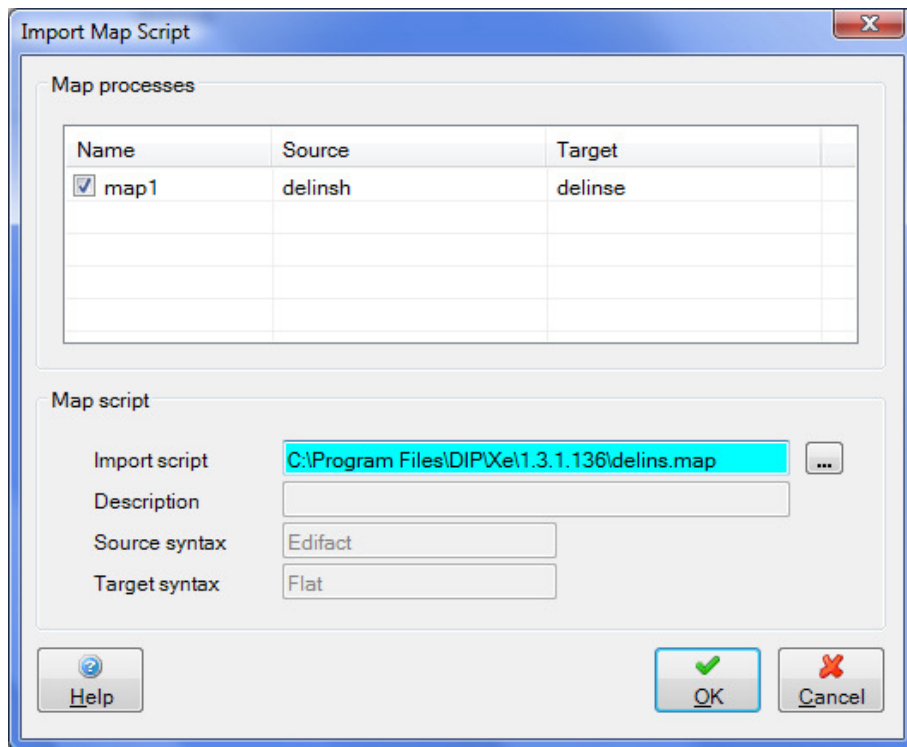 Import Map Script
Map processes
Name Source Target
map1 delinsh delinse
Map script
Import script C:\Program Files\DIP\Xe\1.3.1.136\delins.map ...
Description
Source syntax Edifact
Target syntax Flat
Help OK Cancel